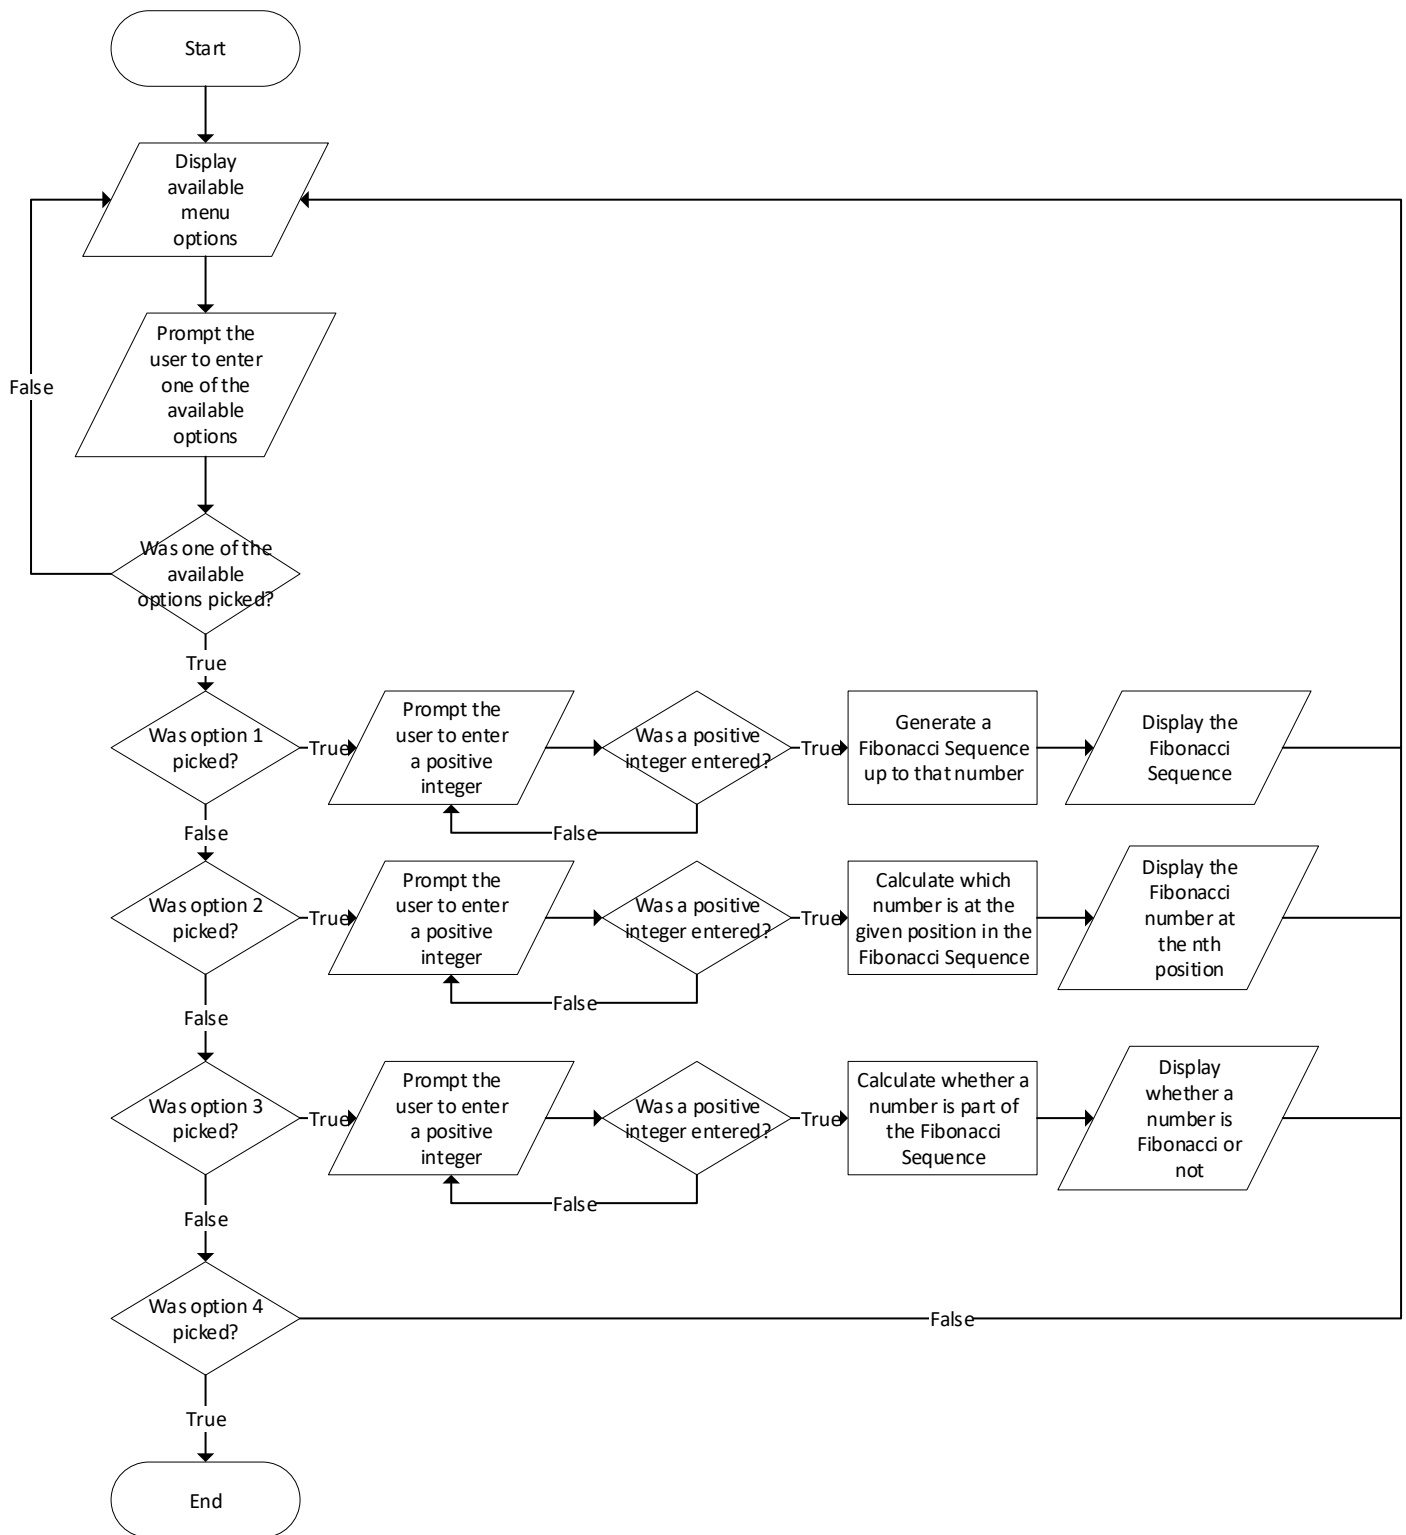 Start
Display
available
menu
options
Prompt the
user to enter
one of the
available
options
False
Was one of the
available
options picked?
True
Was option 1
picked?
True
Prompt the
user to enter
a positive
integer
Was a positive
integer entered?
True
Generate a
Fibonacci Sequence
up to that number
Display the
Fibonacci
Sequence
False
False
Was option 2
picked?
True
Prompt the
user to enter
a positive
integer
Was a positive
integer entered?
True
Calculate which
number is at the
given position in the
Fibonacci Sequence
Display the
Fibonacci
number at
the nth
position
False
False
Was option 3
picked?
True
Prompt the
user to enter
a positive
integer
Was a positive
integer entered?
True
Calculate whether a
number is part of
the Fibonacci
Sequence
Display
whether a
number is
Fibonacci or
not
False
False
Was option 4
picked?
False
True
End